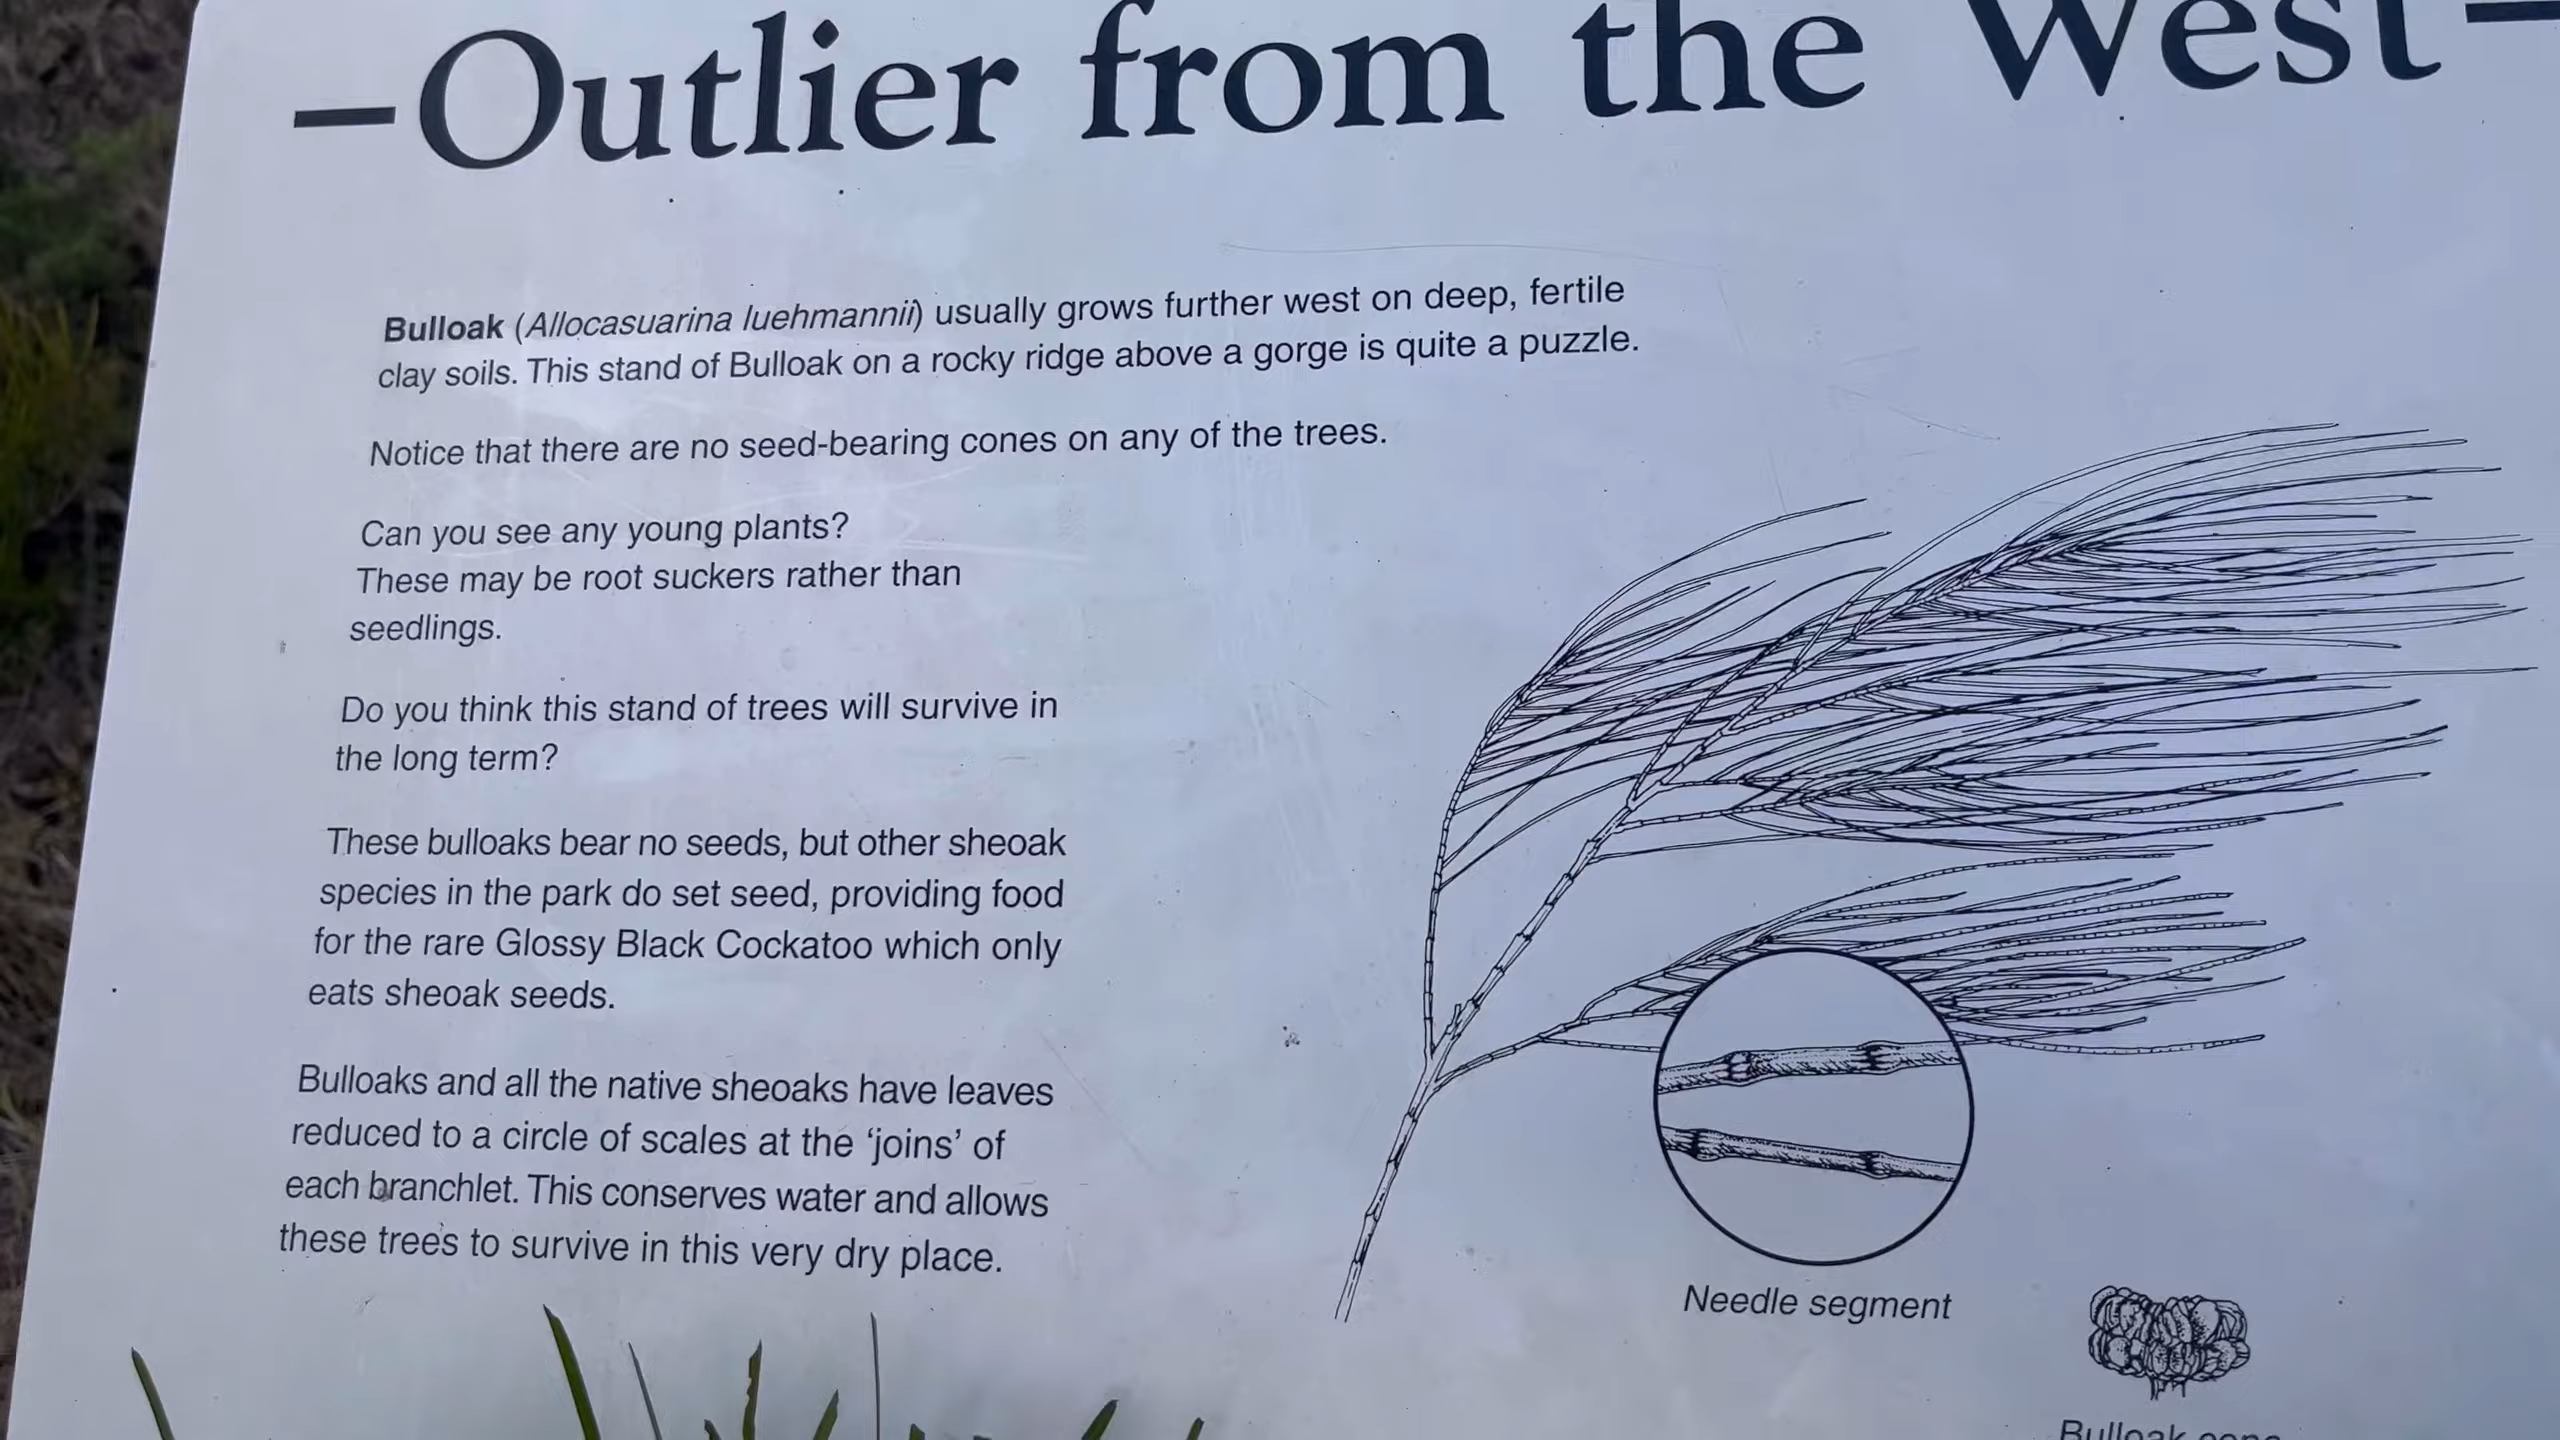 –Outlier from the West–
Bulloak (Allocasuarina luehmannii) usually grows further west on deep, fertile
clay soils. This stand of Bulloak on a rocky ridge above a gorge is quite a puzzle.
Notice that there are no seed-bearing cones on any of the trees.
Can you see any young plants?
These may be root suckers rather than
seedlings.
Do you think this stand of trees will survive in
the long term?
These bulloaks bear no seeds, but other sheoak
species in the park do set seed, providing food
for the rare Glossy Black Cockatoo which only
eats sheoak seeds.
Bulloaks and all the native sheoaks have leaves
reduced to a circle of scales at the ‘joins’ of
each branchlet. This conserves water and allows
these trees to survive in this very dry place.
Needle segment
Bulloak cone